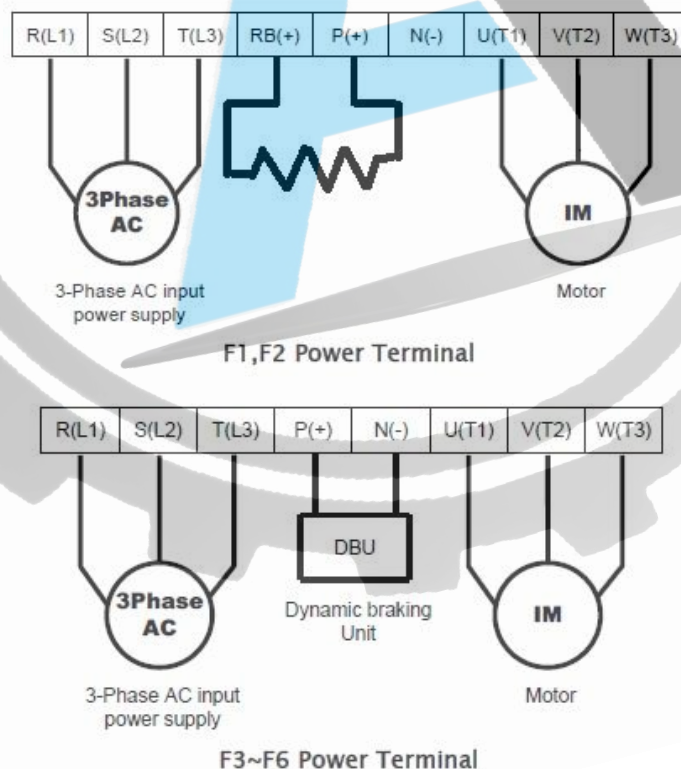 R(L1) S(L2) T(L3) RB(+) P(+) N(-) U(T1) V(T2) W(T3)
3Phase
AC
IM
3-Phase AC input
power supply
Motor
F1,F2 Power Terminal
R(L1) S(L2) T(L3) P(+) N(-) U(T1) V(T2) W(T3)
DBU
3Phase
AC
Dynamic braking
Unit
IM
3-Phase AC input
power supply
Motor
F3~F6 Power Terminal